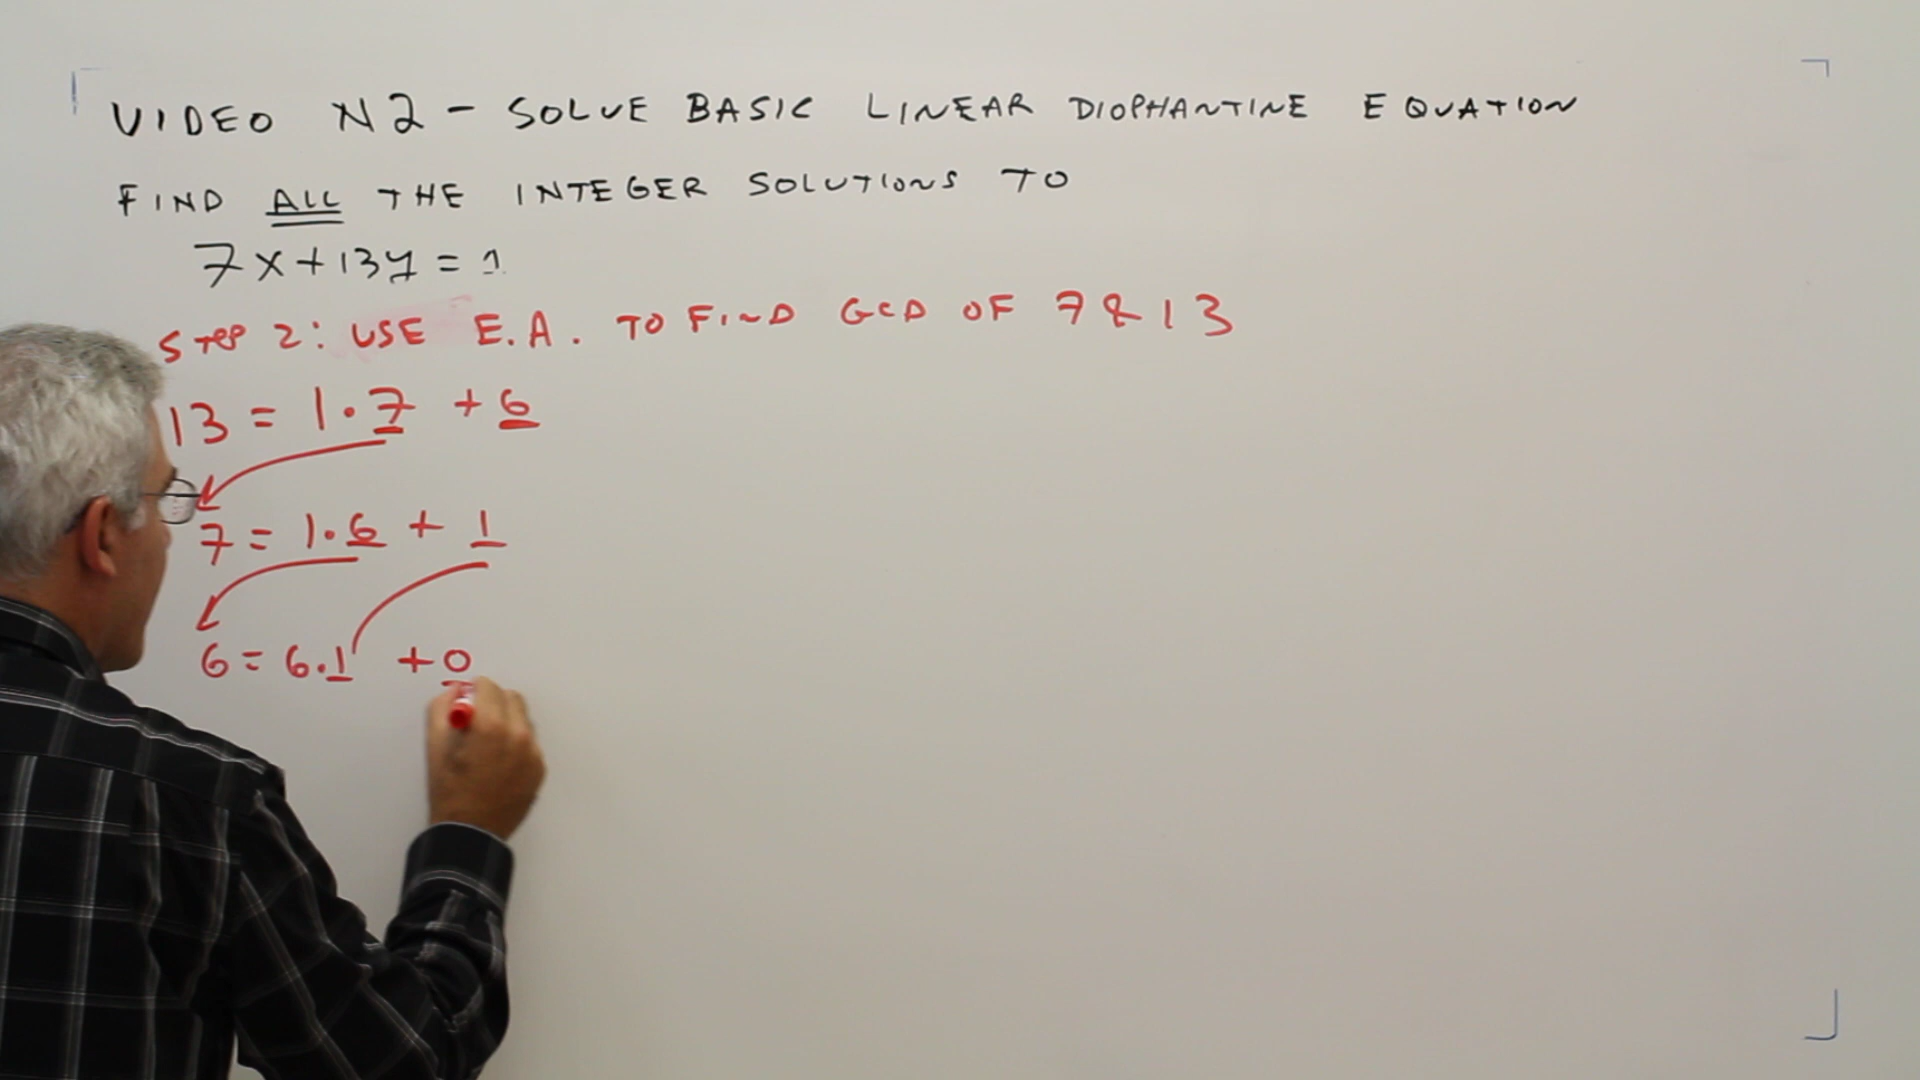 VIDEO N2 - SOLVE BASIC LINEAR DIOPHANTINE EQUATION
FIND ALL THE INTEGER SOLUTIONS TO
7x+13y=1
STEP 2: USE E.A. TO FIND GCD OF 7 & 13
13 = 1.7 + 6
7 = 1.6 + 1
6 = 6.1 + 0